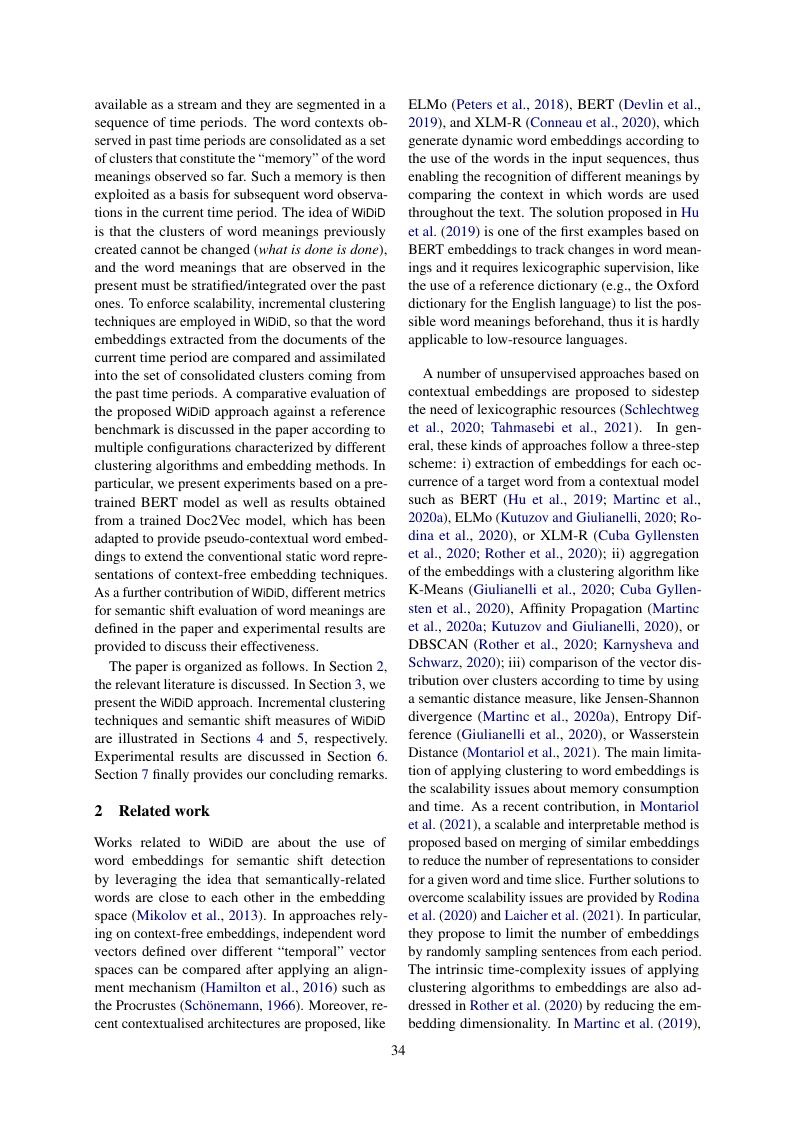 available as a stream and they are segmented in a
sequence of time periods. The word contexts ob-
served in past time periods are consolidated as a set
of clusters that constitute the “memory” of the word
meanings observed so far. Such a memory is then
exploited as a basis for subsequent word observa-
tions in the current time period. The idea of WiDiD
is that the clusters of word meanings previously
created cannot be changed (what is done is done),
and the word meanings that are observed in the
present must be stratified/integrated over the past
ones. To enforce scalability, incremental clustering
techniques are employed in WiDiD, so that the word
embeddings extracted from the documents of the
current time period are compared and assimilated
into the set of consolidated clusters coming from
the past time periods. A comparative evaluation of
the proposed WiDiD approach against a reference
benchmark is discussed in the paper according to
multiple configurations characterized by different
clustering algorithms and embedding methods. In
particular, we present experiments based on a pre-
trained BERT model as well as results obtained
from a trained Doc2Vec model, which has been
adapted to provide pseudo-contextual word embed-
dings to extend the conventional static word repre-
sentations of context-free embedding techniques.
As a further contribution of WiDiD, different metrics
for semantic shift evaluation of word meanings are
defined in the paper and experimental results are
provided to discuss their effectiveness.
The paper is organized as follows. In Section 2,
the relevant literature is discussed. In Section 3, we
present the WiDiD approach. Incremental clustering
techniques and semantic shift measures of WiDiD
are illustrated in Sections 4 and 5, respectively.
Experimental results are discussed in Section 6.
Section 7 finally provides our concluding remarks.
2 Related work
Works related to WiDiD are about the use of
word embeddings for semantic shift detection
by leveraging the idea that semantically-related
words are close to each other in the embedding
space (Mikolov et al., 2013). In approaches rely-
ing on context-free embeddings, independent word
vectors defined over different “temporal” vector
spaces can be compared after applying an align-
ment mechanism (Hamilton et al., 2016) such as
the Procrustes (Schönemann, 1966). Moreover, re-
cent contextualised architectures are proposed, like
ELMo (Peters et al., 2018), BERT (Devlin et al.,
2019), and XLM-R (Conneau et al., 2020), which
generate dynamic word embeddings according to
the use of the words in the input sequences, thus
enabling the recognition of different meanings by
comparing the context in which words are used
throughout the text. The solution proposed in Hu
et al. (2019) is one of the first examples based on
BERT embeddings to track changes in word mean-
ings and it requires lexicographic supervision, like
the use of a reference dictionary (e.g., the Oxford
dictionary for the English language) to list the pos-
sible word meanings beforehand, thus it is hardly
applicable to low-resource languages.
A number of unsupervised approaches based on
contextual embeddings are proposed to sidestep
the need of lexicographic resources (Schlechtweg
et al., 2020; Tahmasebi et al., 2021). In gen-
eral, these kinds of approaches follow a three-step
scheme: i) extraction of embeddings for each oc-
currence of a target word from a contextual model
such as BERT (Hu et al., 2019; Martinc et al.,
2020a), ELMo (Kutuzov and Giulianelli, 2020; Ro-
dina et al., 2020), or XLM-R (Cuba Gyllensten
et al., 2020; Rother et al., 2020); ii) aggregation
of the embeddings with a clustering algorithm like
K-Means (Giulianelli et al., 2020; Cuba Gyllen-
sten et al., 2020), Affinity Propagation (Martinc
et al., 2020a; Kutuzov and Giulianelli, 2020), or
DBSCAN (Rother et al., 2020; Karnysheva and
Schwarz, 2020); iii) comparison of the vector dis-
tribution over clusters according to time by using
a semantic distance measure, like Jensen-Shannon
divergence (Martinc et al., 2020a), Entropy Dif-
ference (Giulianelli et al., 2020), or Wasserstein
Distance (Montariol et al., 2021). The main limita-
tion of applying clustering to word embeddings is
the scalability issues about memory consumption
and time. As a recent contribution, in Montariol
et al. (2021), a scalable and interpretable method is
proposed based on merging of similar embeddings
to reduce the number of representations to consider
for a given word and time slice. Further solutions to
overcome scalability issues are provided by Rodina
et al. (2020) and Laicher et al. (2021). In particular,
they propose to limit the number of embeddings
by randomly sampling sentences from each period.
The intrinsic time-complexity issues of applying
clustering algorithms to embeddings are also ad-
dressed in Rother et al. (2020) by reducing the em-
bedding dimensionality. In Martinc et al. (2019),
34